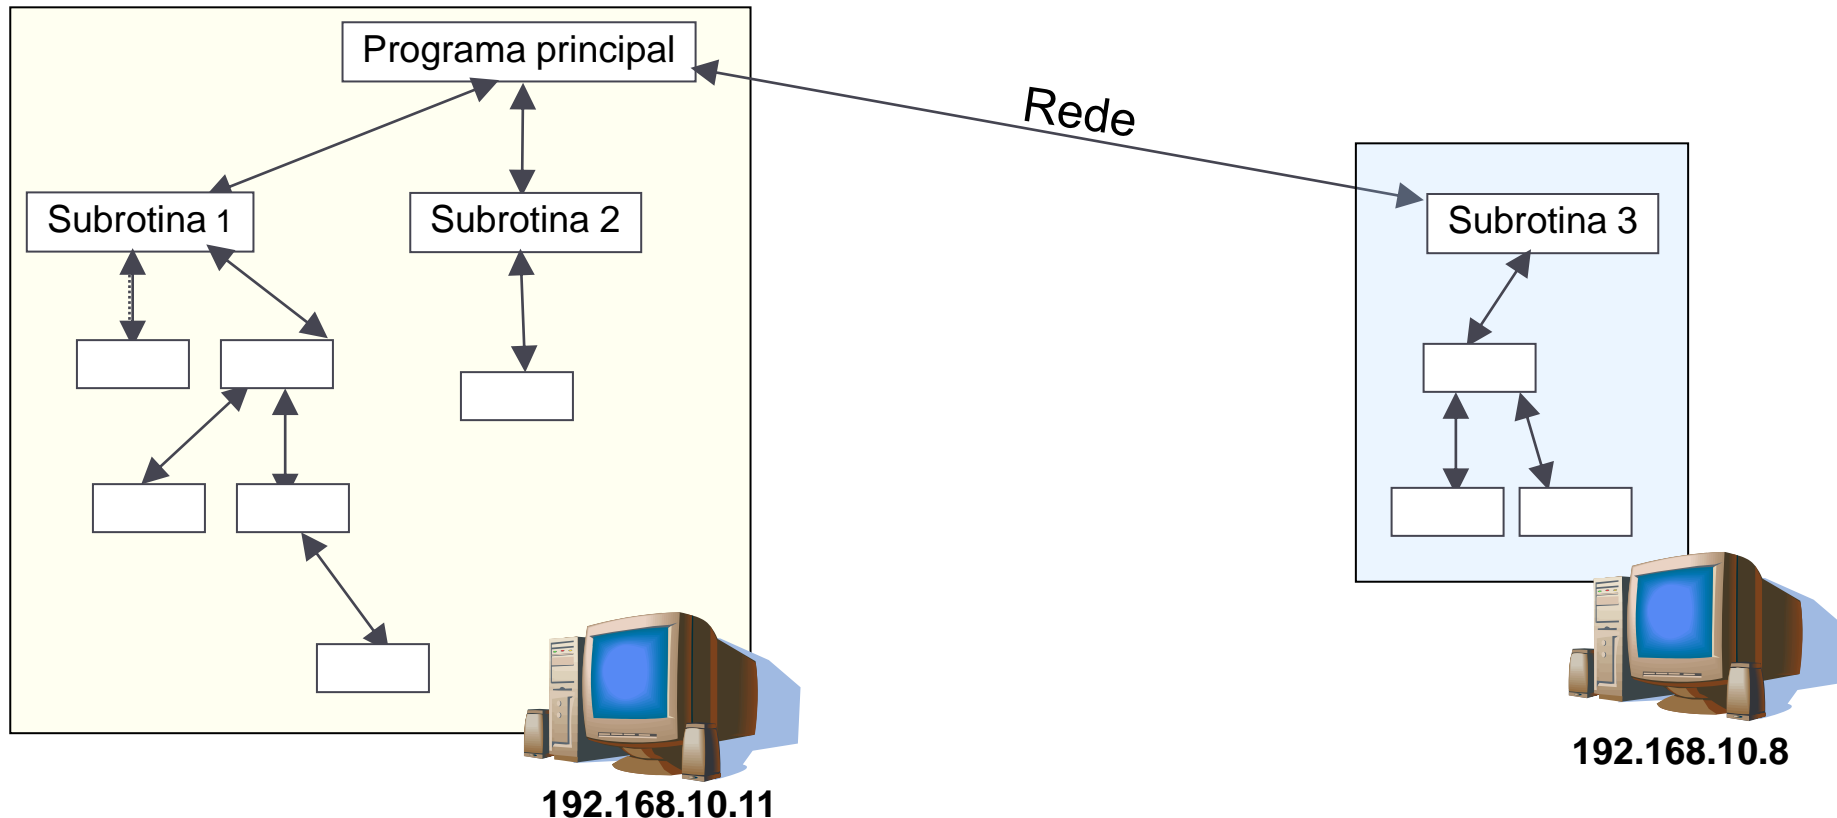 Programa principal
Rede
Subrotina 1
Subrotina 2
Subrotina 3
192.168.10.8
192.168.10.11